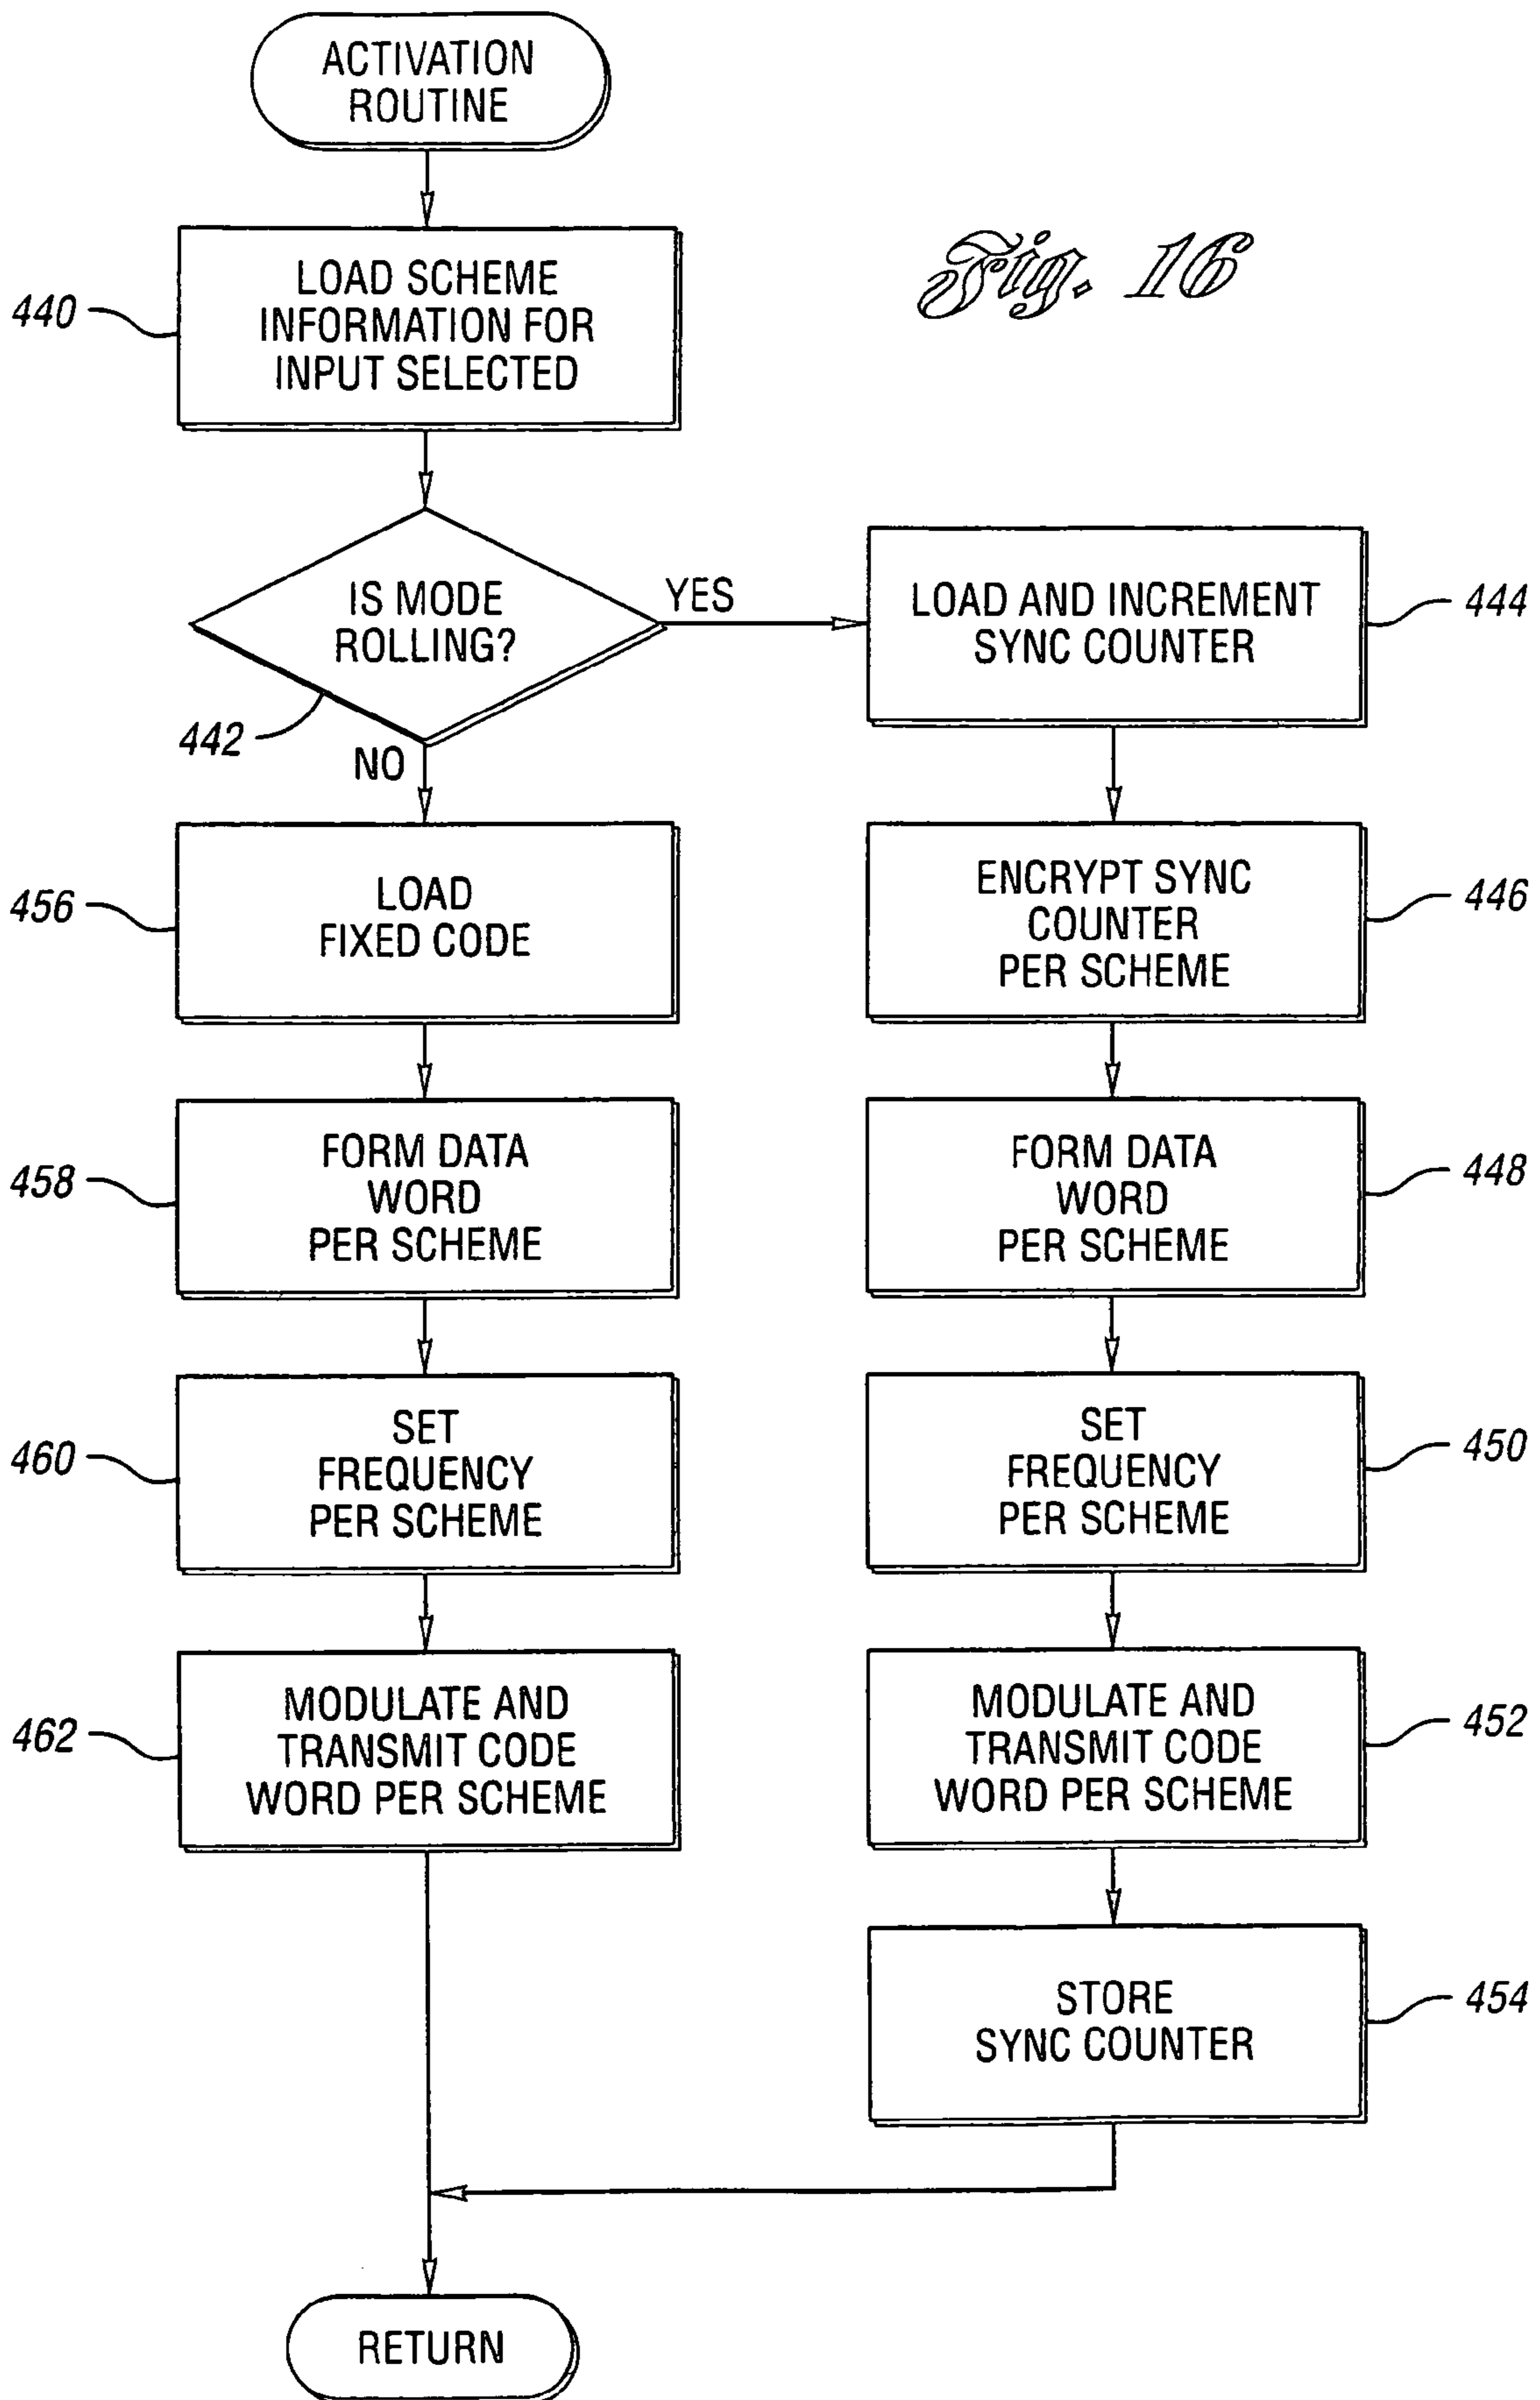 ACTIVATION
ROUTINE
Fig. 16
440
LOAD SCHEME
INFORMATION FOR
INPUT SELECTED
IS MODE
ROLLING?
YES
442
NO
LOAD AND INCREMENT
SYNC COUNTER
444
456
LOAD
FIXED CODE
ENCRYPT SYNC
COUNTER
PER SCHEME
446
458
FORM DATA
WORD
PER SCHEME
FORM DATA
WORD
PER SCHEME
448
460
SET
FREQUENCY
PER SCHEME
SET
FREQUENCY
PER SCHEME
450
462
MODULATE AND
TRANSMIT CODE
WORD PER SCHEME
MODULATE AND
TRANSMIT CODE
WORD PER SCHEME
452
STORE
SYNC COUNTER
454
RETURN